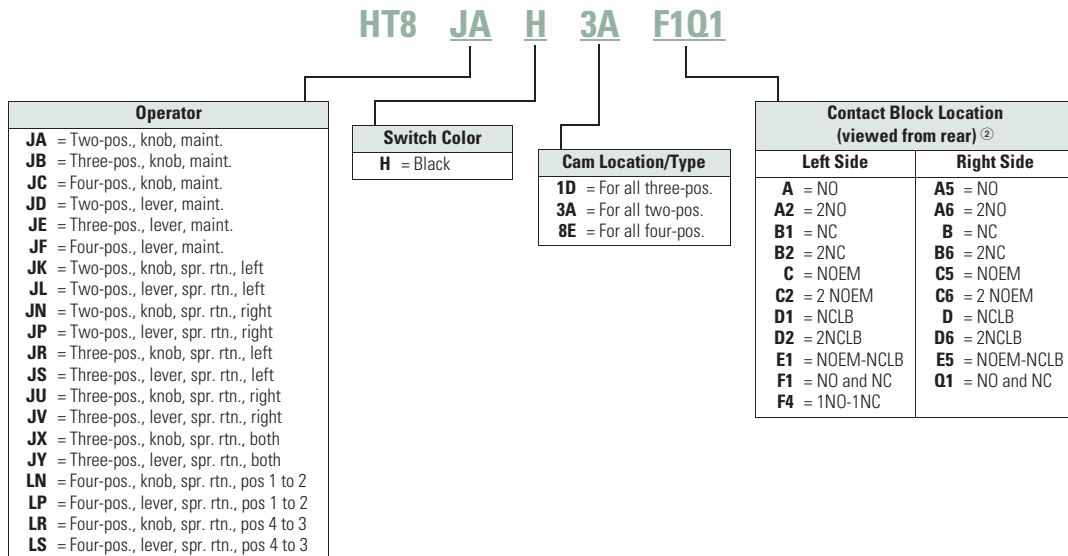 HT8 JA H 3A F1Q1
Operator
JA = Two-pos., knob, maint.
JB = Three-pos., knob, maint.
JC = Four-pos., knob, maint.
JD = Two-pos., lever, maint.
JE = Three-pos., lever, maint.
JF = Four-pos., lever, maint.
JK = Two-pos., knob, spr. rtn., left
JL = Two-pos., lever, spr. rtn., left
JN = Two-pos., knob, spr. rtn., right
JP = Two-pos., lever, spr. rtn., right
JR = Three-pos., knob, spr. rtn., left
JS = Three-pos., lever, spr. rtn., left
JU = Three-pos., knob, spr. rtn., right
JV = Three-pos., lever, spr. rtn., right
JX = Three-pos., knob, spr. rtn., both
JY = Three-pos., lever, spr. rtn., both
LN = Four-pos., knob, spr. rtn., pos 1 to 2
LP = Four-pos., lever, spr. rtn., pos 1 to 2
LR = Four-pos., knob, spr. rtn., pos 4 to 3
LS = Four-pos., lever, spr. rtn., pos 4 to 3
Switch Color
H = Black
Cam Location/Type
1D = For all three-pos.
3A = For all two-pos.
8E = For all four-pos.
Contact Block Location
(viewed from rear) ②
Left Side
A = NO
A2 = 2NO
B1 = NC
B2 = 2NC
C = NOEM
C2 = 2 NOEM
D1 = NCLB
D2 = 2NCLB
E1 = NOEM-NCLB
F1 = NO and NC
F4 = 1NO-1NC
Right Side
A5 = NO
A6 = 2NO
B = NC
B6 = 2NC
C5 = NOEM
C6 = 2 NOEM
D = NCLB
D6 = 2NCLB
E5 = NOEM-NCLB
Q1 = NO and NC